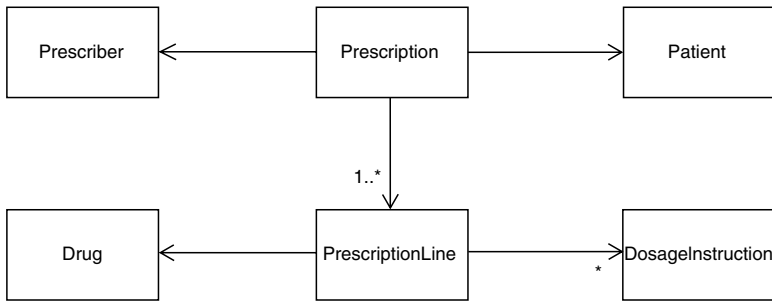 Prescriber
Prescription
Patient
1..*
Drug
PrescriptionLine
DosageInstruction
*